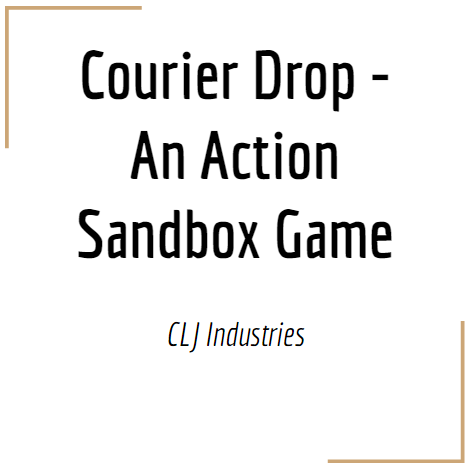 Courier Drop -
An Action
Sandbox Game
CLJ Industries